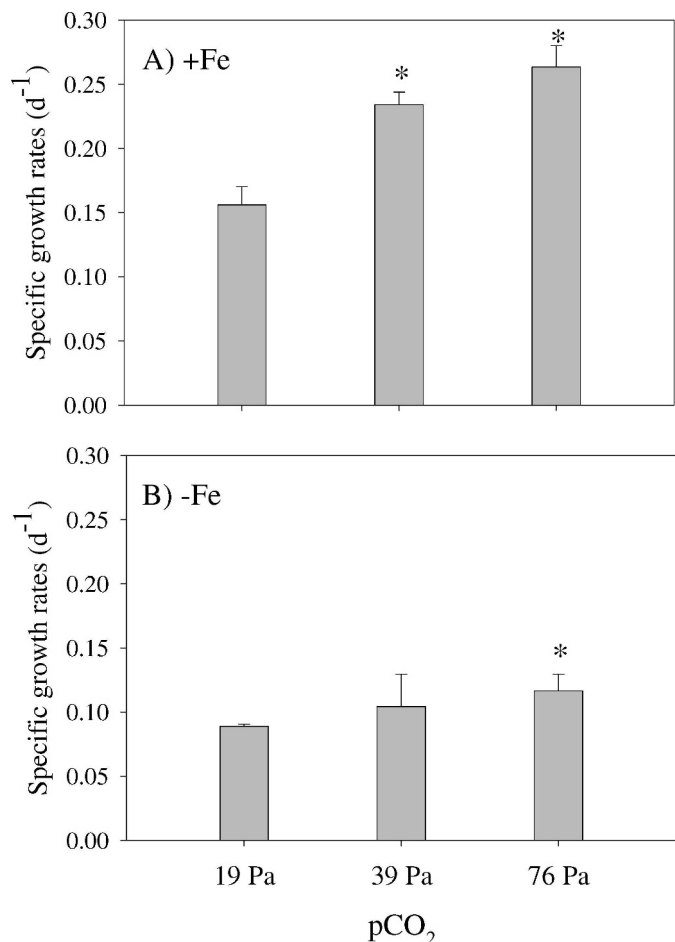 A) +Fe
Specific growth rates (d⁻¹)
0.30
0.25
0.20
0.15
0.10
0.05
0.00
*
*
B) -Fe
Specific growth rates (d⁻¹)
0.30
0.25
0.20
0.15
0.10
0.05
0.00
*
19 Pa 39 Pa 76 Pa
pCO₂